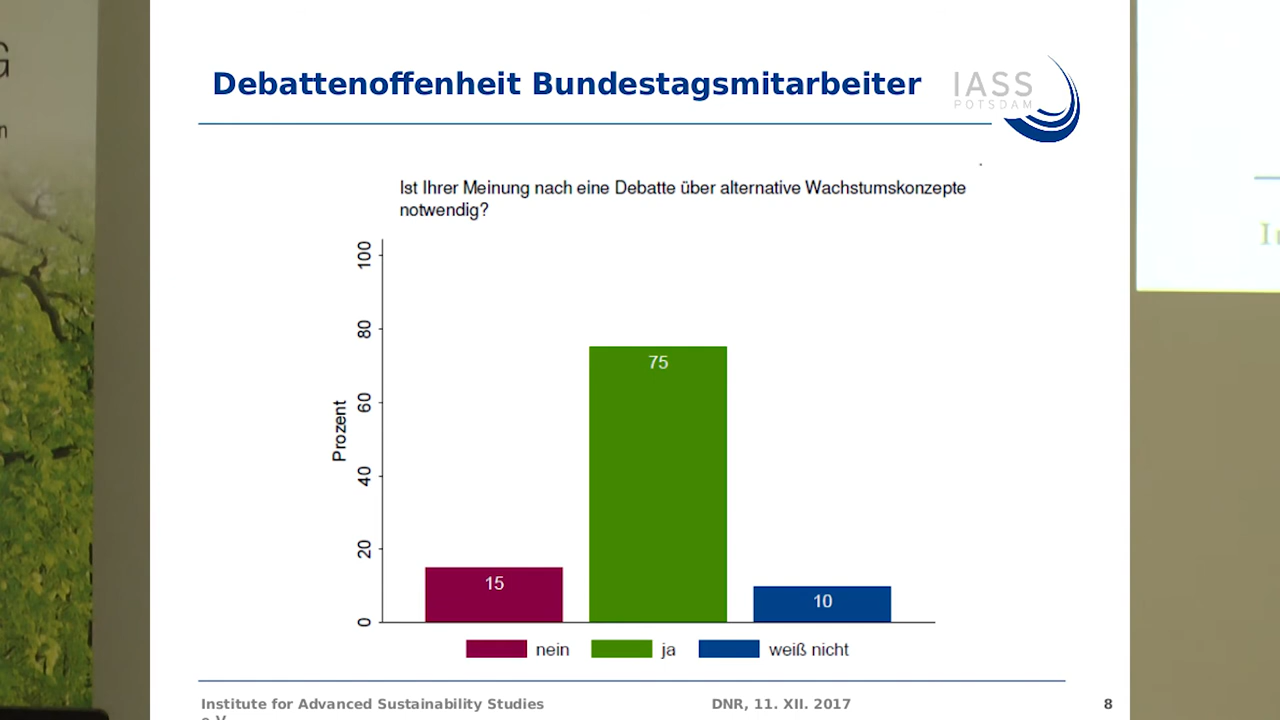 G
n
Debattenoffenheit Bundestagsmitarbeiter
IASS
POTSDAM
Ist Ihrer Meinung nach eine Debatte über alternative Wachstumskonzepte
notwendig?
Prozent
100
80
60
40
20
0
15
75
10
nein ja weiß nicht
Institute for Advanced Sustainability Studies
e.V.
DNR, 11. XII. 2017
8